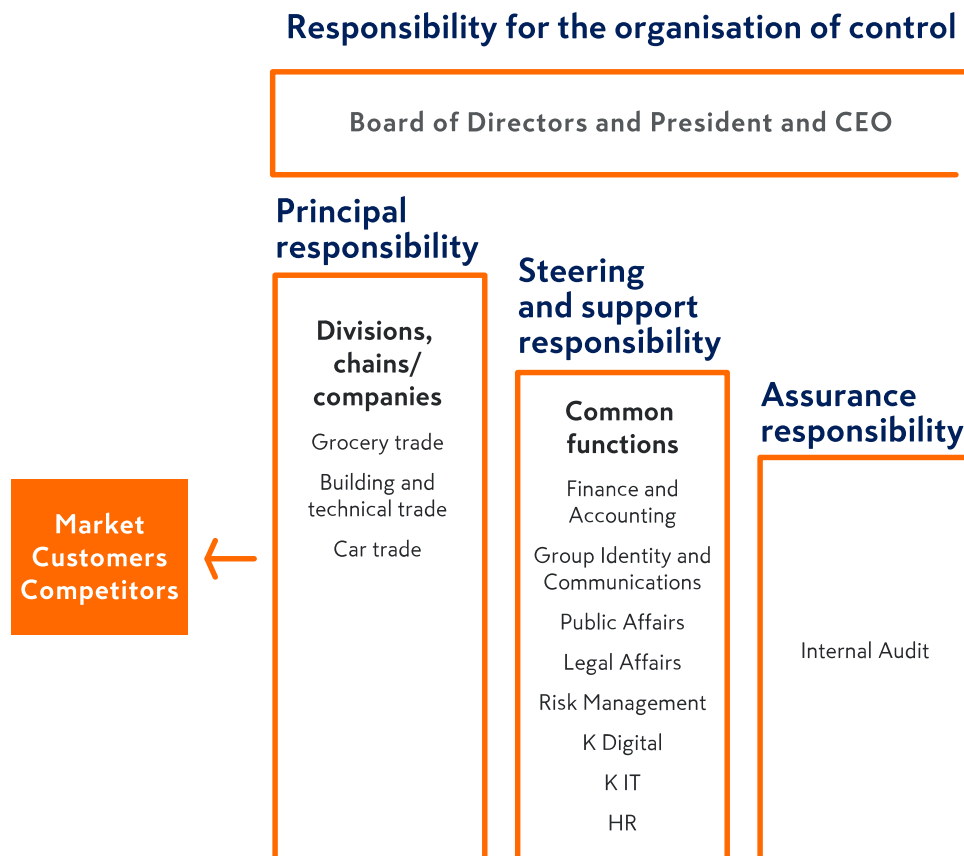 Responsibility for the organisation of control
Board of Directors and President and CEO
Principal
responsibility
Divisions,
chains/
companies
Grocery trade
Building and
technical trade
Car trade
Steering
and support
responsibility
Common
functions
Finance and
Accounting
Group Identity and
Communications
Public Affairs
Legal Affairs
Risk Management
K Digital
K IT
HR
Assurance
responsibility
Internal Audit
Market
Customers
Competitors